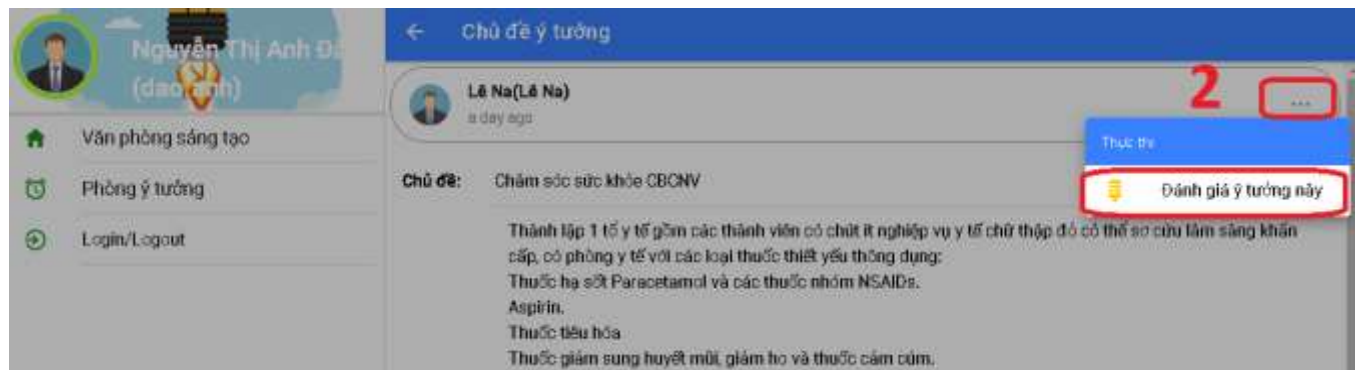 Nguyễn Thị Anh Đà
(dao anh)
Văn phòng sáng tạo
Phòng ý tưởng
Login/Logout
← Chủ đề ý tưởng
Lê Na(Lê Na)
a day ago
2
...
Thực thi
Đánh giá ý tưởng này
Chủ đề: Chăm sóc sức khỏe CBCNV
Thành lập 1 tổ y tế gồm các thành viên có chút ít nghiệp vụ y tế chữ thập đỏ có thể sơ cứu lâm sàng khẩn
cấp, có phòng y tế với các loại thuốc thiết yếu thông dụng:
Thuốc hạ sốt Paracetamol và các thuốc nhóm NSAIDs.
Aspirin.
Thuốc tiêu hóa
Thuốc giảm sung huyết mũi, giảm ho và thuốc cảm cúm.